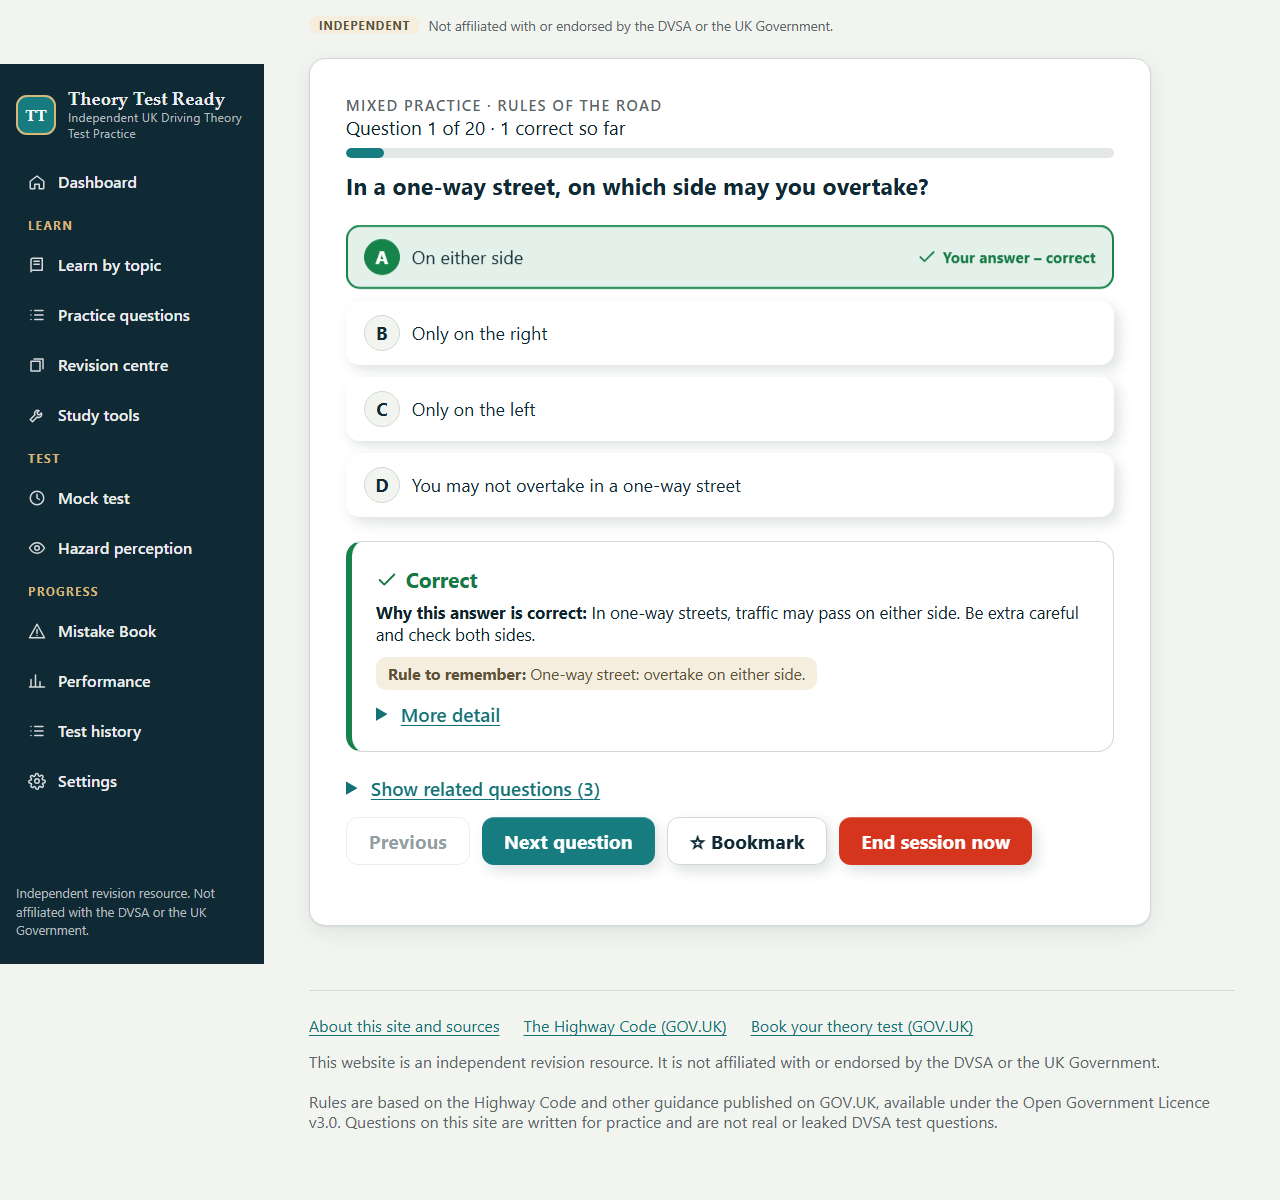 INDEPENDENT Not affiliated with or endorsed by the DVSA or the UK Government.
TT
Theory Test Ready
Independent UK Driving Theory
Test Practice
Dashboard
LEARN
Learn by topic
Practice questions
Revision centre
Study tools
TEST
Mock test
Hazard perception
PROGRESS
Mistake Book
Performance
Test history
Settings
Independent revision resource. Not
affiliated with the DVSA or the UK
Government.
MIXED PRACTICE · RULES OF THE ROAD
Question 1 of 20 · 1 correct so far
In a one-way street, on which side may you overtake?
A On either side ✓ Your answer – correct
B Only on the right
C Only on the left
D You may not overtake in a one-way street
✓ Correct
Why this answer is correct: In one-way streets, traffic may pass on either side. Be extra careful
and check both sides.
Rule to remember: One-way street: overtake on either side.
▶ More detail
▶ Show related questions (3)
Previous
Next question
☆ Bookmark
End session now
About this site and sources
The Highway Code (GOV.UK)
Book your theory test (GOV.UK)
This website is an independent revision resource. It is not affiliated with or endorsed by the DVSA or the UK Government.
Rules are based on the Highway Code and other guidance published on GOV.UK, available under the Open Government Licence
v3.0. Questions on this site are written for practice and are not real or leaked DVSA test questions.